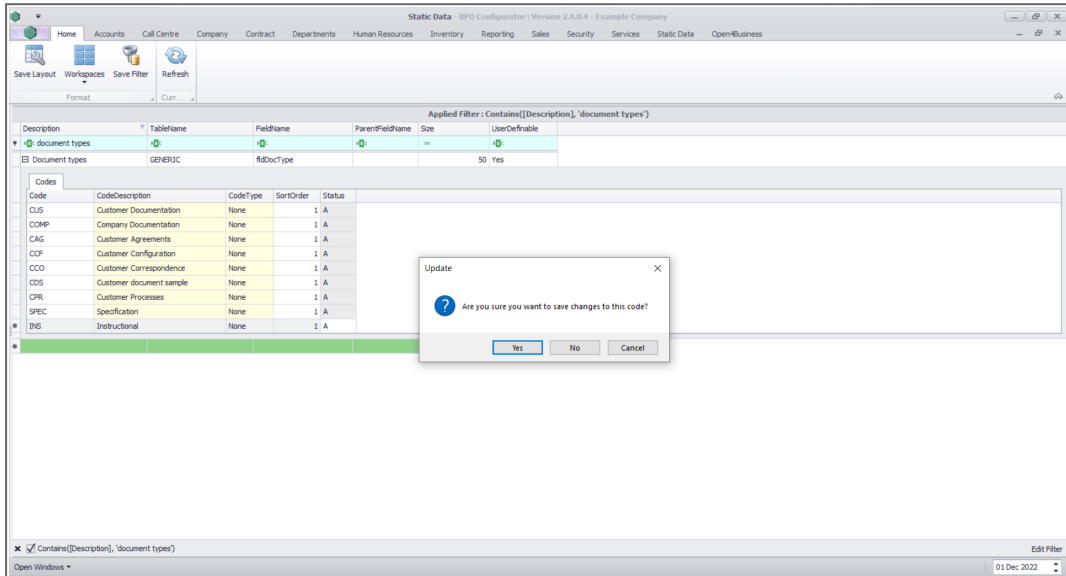 Static Data - BPO Configurator : Version 2.4.0.4 - Example Company
Home Accounts Call Centre Company Contract Departments Human Resources Inventory Reporting Sales Security Services Static Data Open4Business
Save Layout Workspaces Save Filter Refresh
Format Curr...
Applied Filter : Contains([Description], 'document types')
Description TableName FieldName ParentFieldName Size UserDefinable
document types =
Document types GENERIC fldDocType 50 Yes
Codes
Code CodeDescription CodeType SortOrder Status
CUS Customer Documentation None 1 A
COMP Company Documentation None 1 A
CAG Customer Agreements None 1 A
CCF Customer Configuration None 1 A
CCO Customer Correspondence None 1 A
CDS Customer document sample None 1 A
CPR Customer Processes None 1 A
SPEC Specification None 1 A
INS Instructional None 1 A
Update
Are you sure you want to save changes to this code?
Yes No Cancel
Contains([Description], 'document types') Edit Filter
Open Windows 01 Dec 2022